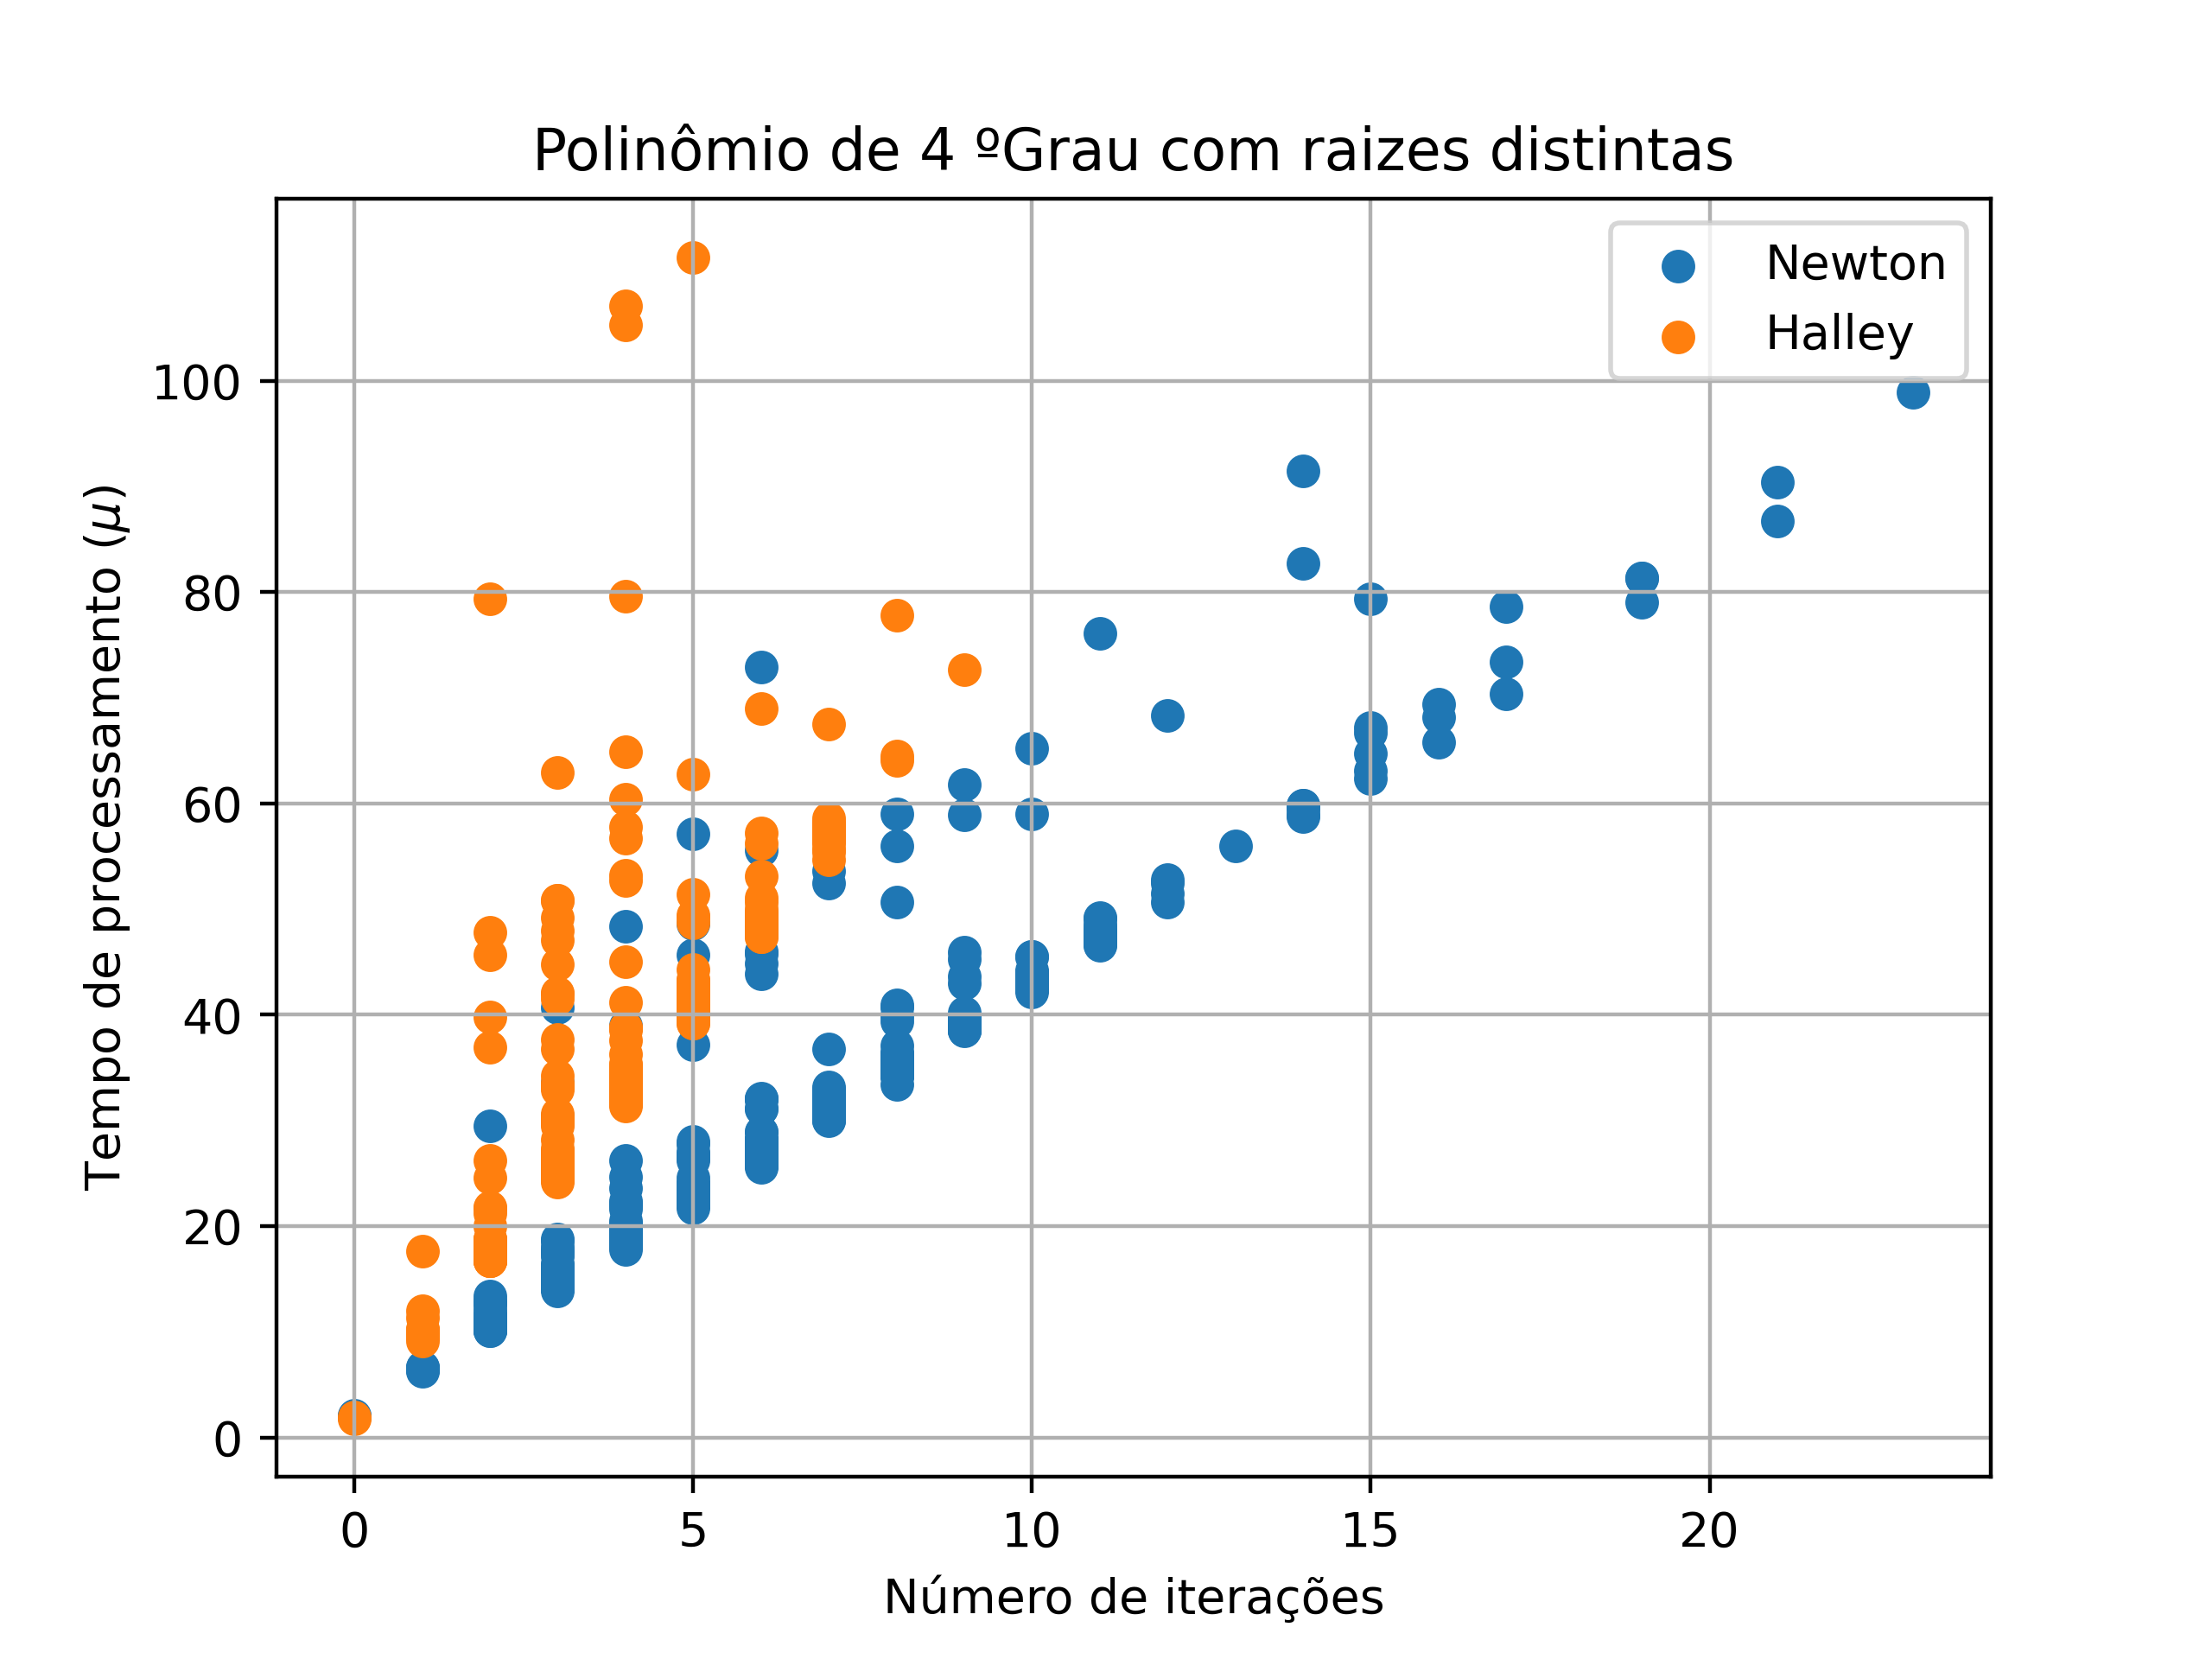 Polinômio de 4 ºGrau com raizes distintas
Newton
Halley
Tempo de processamento (μ)
100
80
60
40
20
0
0 5 10 15 20
Número de iterações